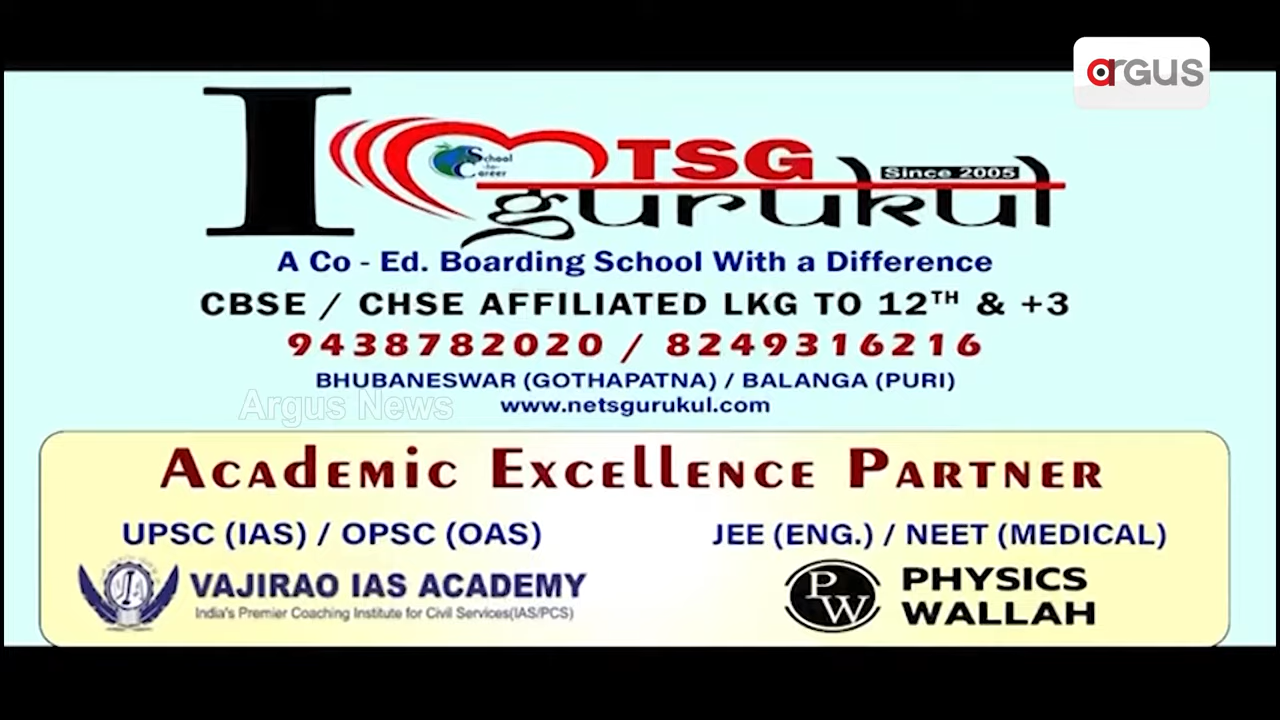 argus
I TSG
Since 2005
School
to
Career
gurukul
A Co - Ed. Boarding School With a Difference
CBSE / CHSE AFFILIATED LKG TO 12TH & +3
9438782020 / 8249316216
BHUBANESWAR (GOTHAPATNA) / BALANGA (PURI)
Argus News
www.netsgurukul.com
Academic Excellence Partner
UPSC (IAS) / OPSC (OAS)
JEE (ENG.) / NEET (MEDICAL)
VAJIRAO IAS ACADEMY
India's Premier Coaching Institute for Civil Services(IAS/PCS)
PW
PHYSICS
WALLAH